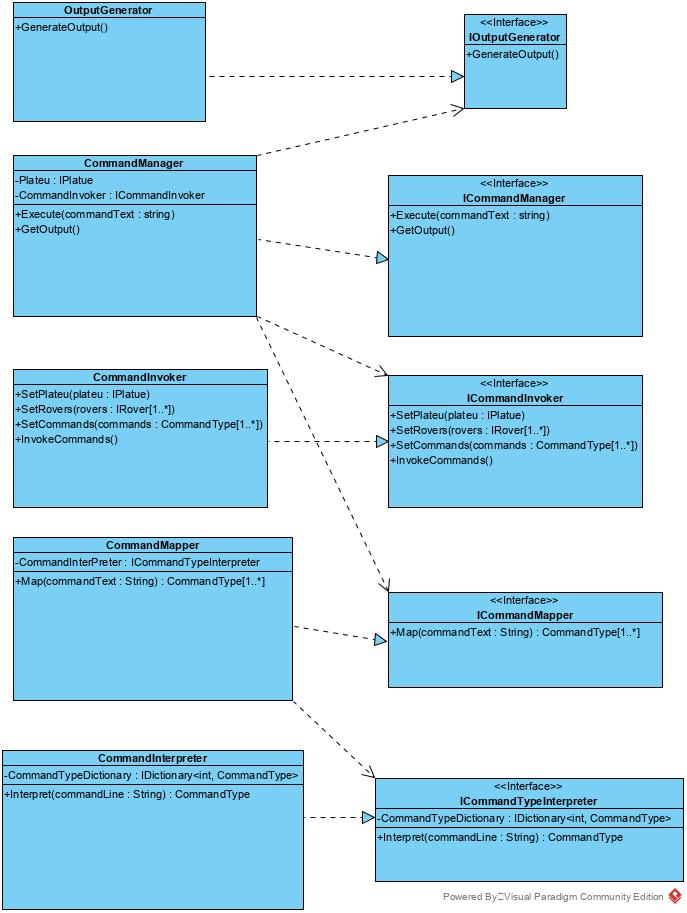 OutputGenerator
+GenerateOutput()
<<Interface>>
IOutputGenerator
+GenerateOutput()
CommandManager
-Plateu : IPlatue
-CommandInvoker : ICommandInvoker
+Execute(commandText : string)
+GetOutput()
<<Interface>>
ICommandManager
+Execute(commandText : string)
+GetOutput()
CommandInvoker
+SetPlateu(plateu : IPlatue)
+SetRovers(rovers : IRover[1..*])
+SetCommands(commands : CommandType[1..*])
+InvokeCommands()
<<Interface>>
ICommandInvoker
+SetPlateu(plateu : IPlatue)
+SetRovers(rovers : IRover[1..*])
+SetCommands(commands : CommandType[1..*])
+InvokeCommands()
CommandMapper
-CommandInterPreter : ICommandTypeInterpreter
+Map(commandText : String) : CommandType[1..*]
<<Interface>>
ICommandMapper
+Map(commandText : String) : CommandType[1..*]
CommandInterpreter
-CommandTypeDictionary : IDictionary<int, CommandType>
+Interpret(commandLine : String) : CommandType
<<Interface>>
ICommandTypeInterpreter
-CommandTypeDictionary : IDictionary<int, CommandType>
+Interpret(commandLine : String) : CommandType
Powered By Visual Paradigm Community Edition